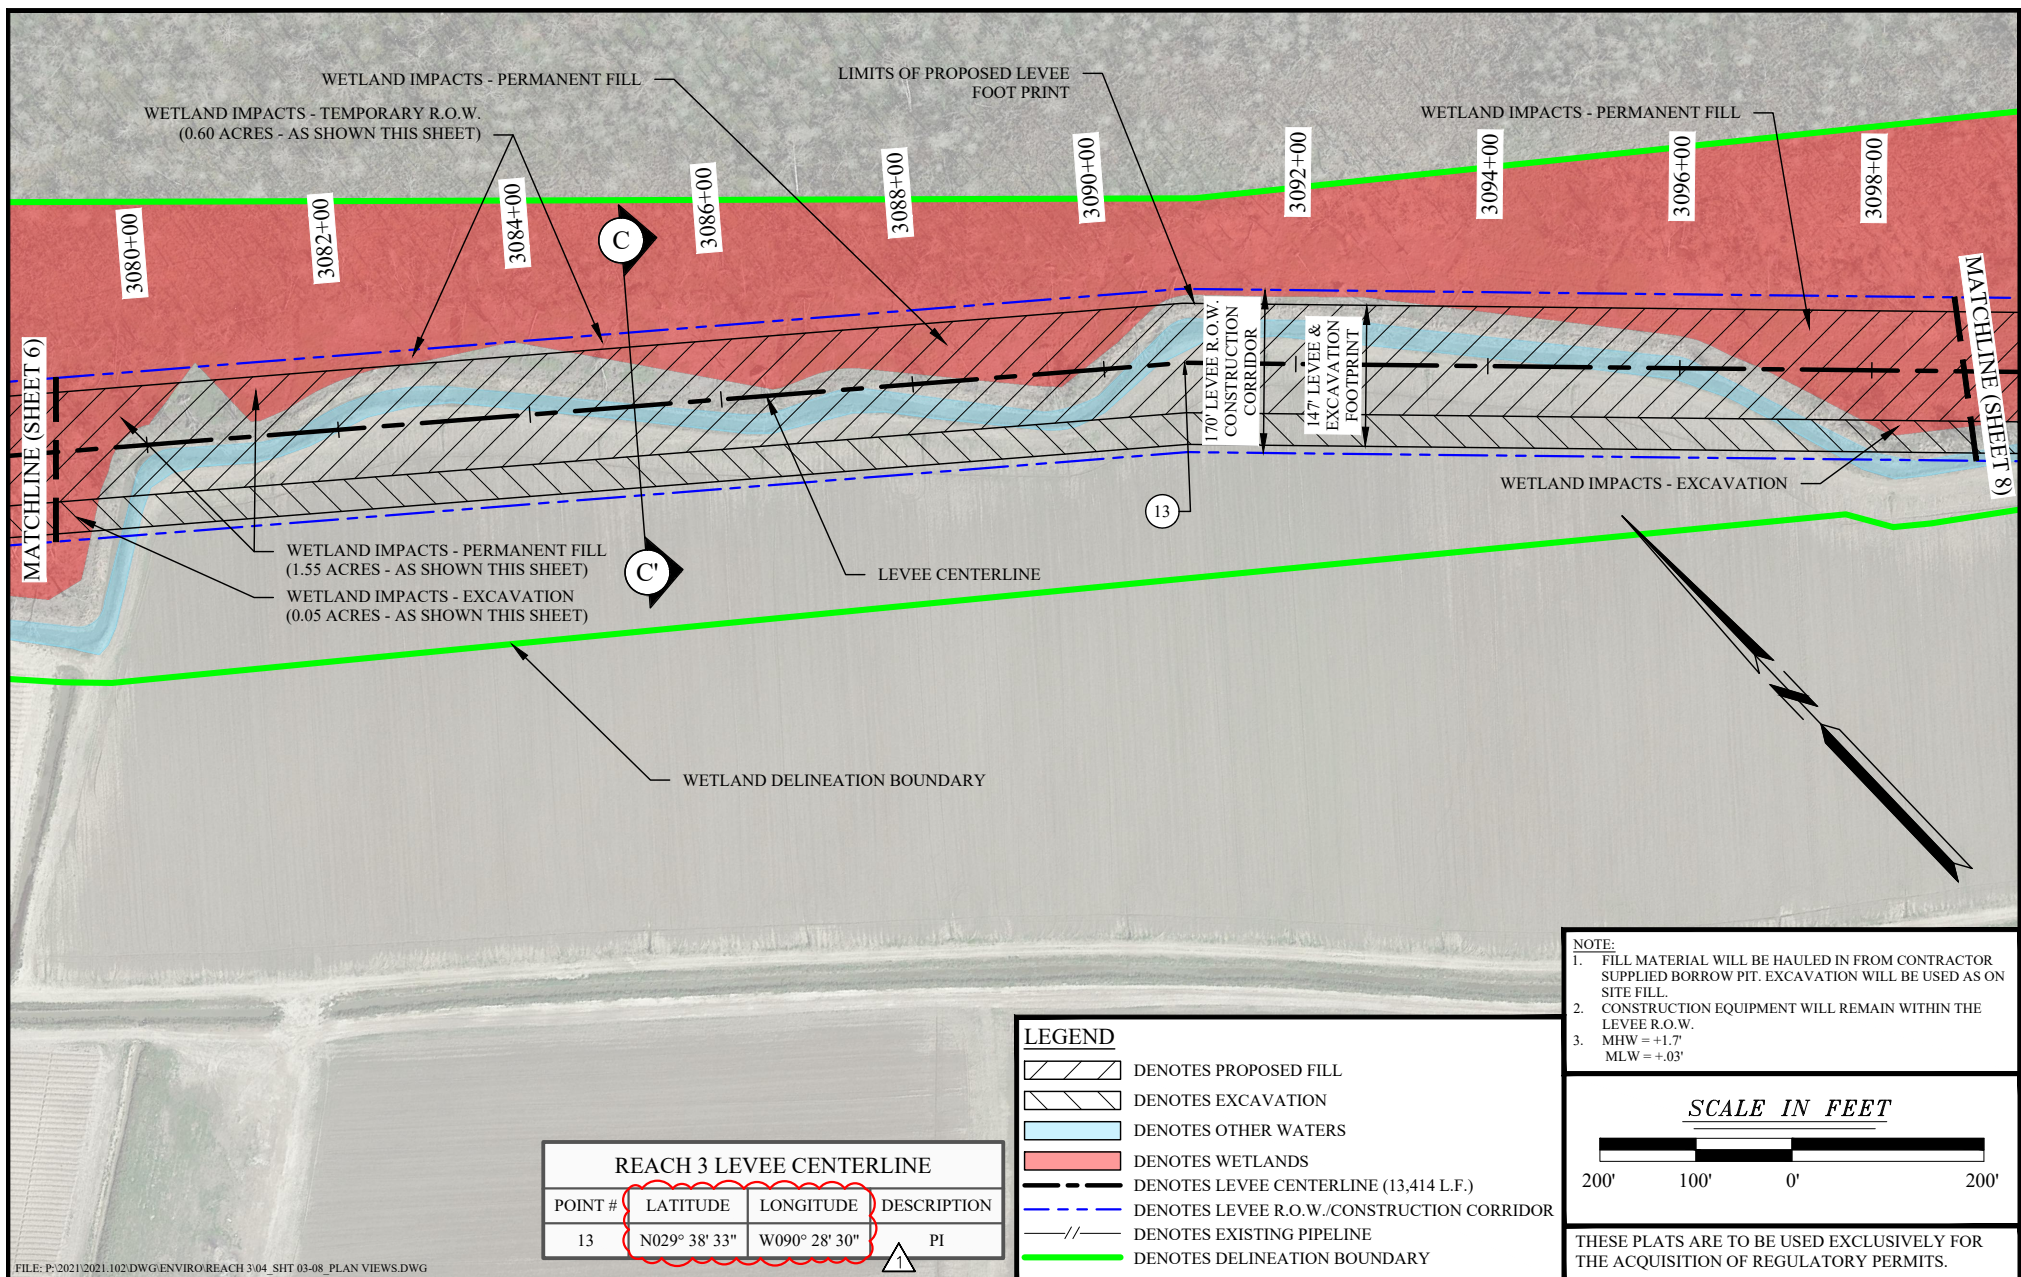 WETLAND IMPACTS - PERMANENT FILL
LIMITS OF PROPOSED LEVEE
FOOT PRINT
WETLAND IMPACTS - TEMPORARY R.O.W.
(0.60 ACRES - AS SHOWN THIS SHEET)
WETLAND IMPACTS - PERMANENT FILL
3080+00
3082+00
3084+00
3086+00
3088+00
3090+00
3092+00
3094+00
3096+00
3098+00
C
MATCHLINE (SHEET 6)
MATCHLINE (SHEET 8)
170' LEVEE R.O.W.
CONSTRUCTION
CORRIDOR
147' LEVEE &
EXCAVATION
FOOTPRINT
WETLAND IMPACTS - EXCAVATION
13
WETLAND IMPACTS - PERMANENT FILL
(1.55 ACRES - AS SHOWN THIS SHEET)
C'
LEVEE CENTERLINE
WETLAND IMPACTS - EXCAVATION
(0.05 ACRES - AS SHOWN THIS SHEET)
WETLAND DELINEATION BOUNDARY
NOTE:
1. FILL MATERIAL WILL BE HAULED IN FROM CONTRACTOR
SUPPLIED BORROW PIT. EXCAVATION WILL BE USED AS ON
SITE FILL.
2. CONSTRUCTION EQUIPMENT WILL REMAIN WITHIN THE
LEVEE R.O.W.
3. MHW = +1.7'
MLW = +.03'
LEGEND
DENOTES PROPOSED FILL
DENOTES EXCAVATION
DENOTES OTHER WATERS
DENOTES WETLANDS
DENOTES LEVEE CENTERLINE (13,414 L.F.)
DENOTES LEVEE R.O.W./CONSTRUCTION CORRIDOR
DENOTES EXISTING PIPELINE
DENOTES DELINEATION BOUNDARY
SCALE IN FEET
200' 100' 0' 200'
THESE PLATS ARE TO BE USED EXCLUSIVELY FOR
THE ACQUISITION OF REGULATORY PERMITS.
REACH 3 LEVEE CENTERLINE
POINT # LATITUDE LONGITUDE DESCRIPTION
13 N029° 38' 33" W090° 28' 30" PI
1
FILE: P:\2021\2021.102\DWG\ENVIRO\REACH 3\04_SHT 03-08_PLAN VIEWS.DWG